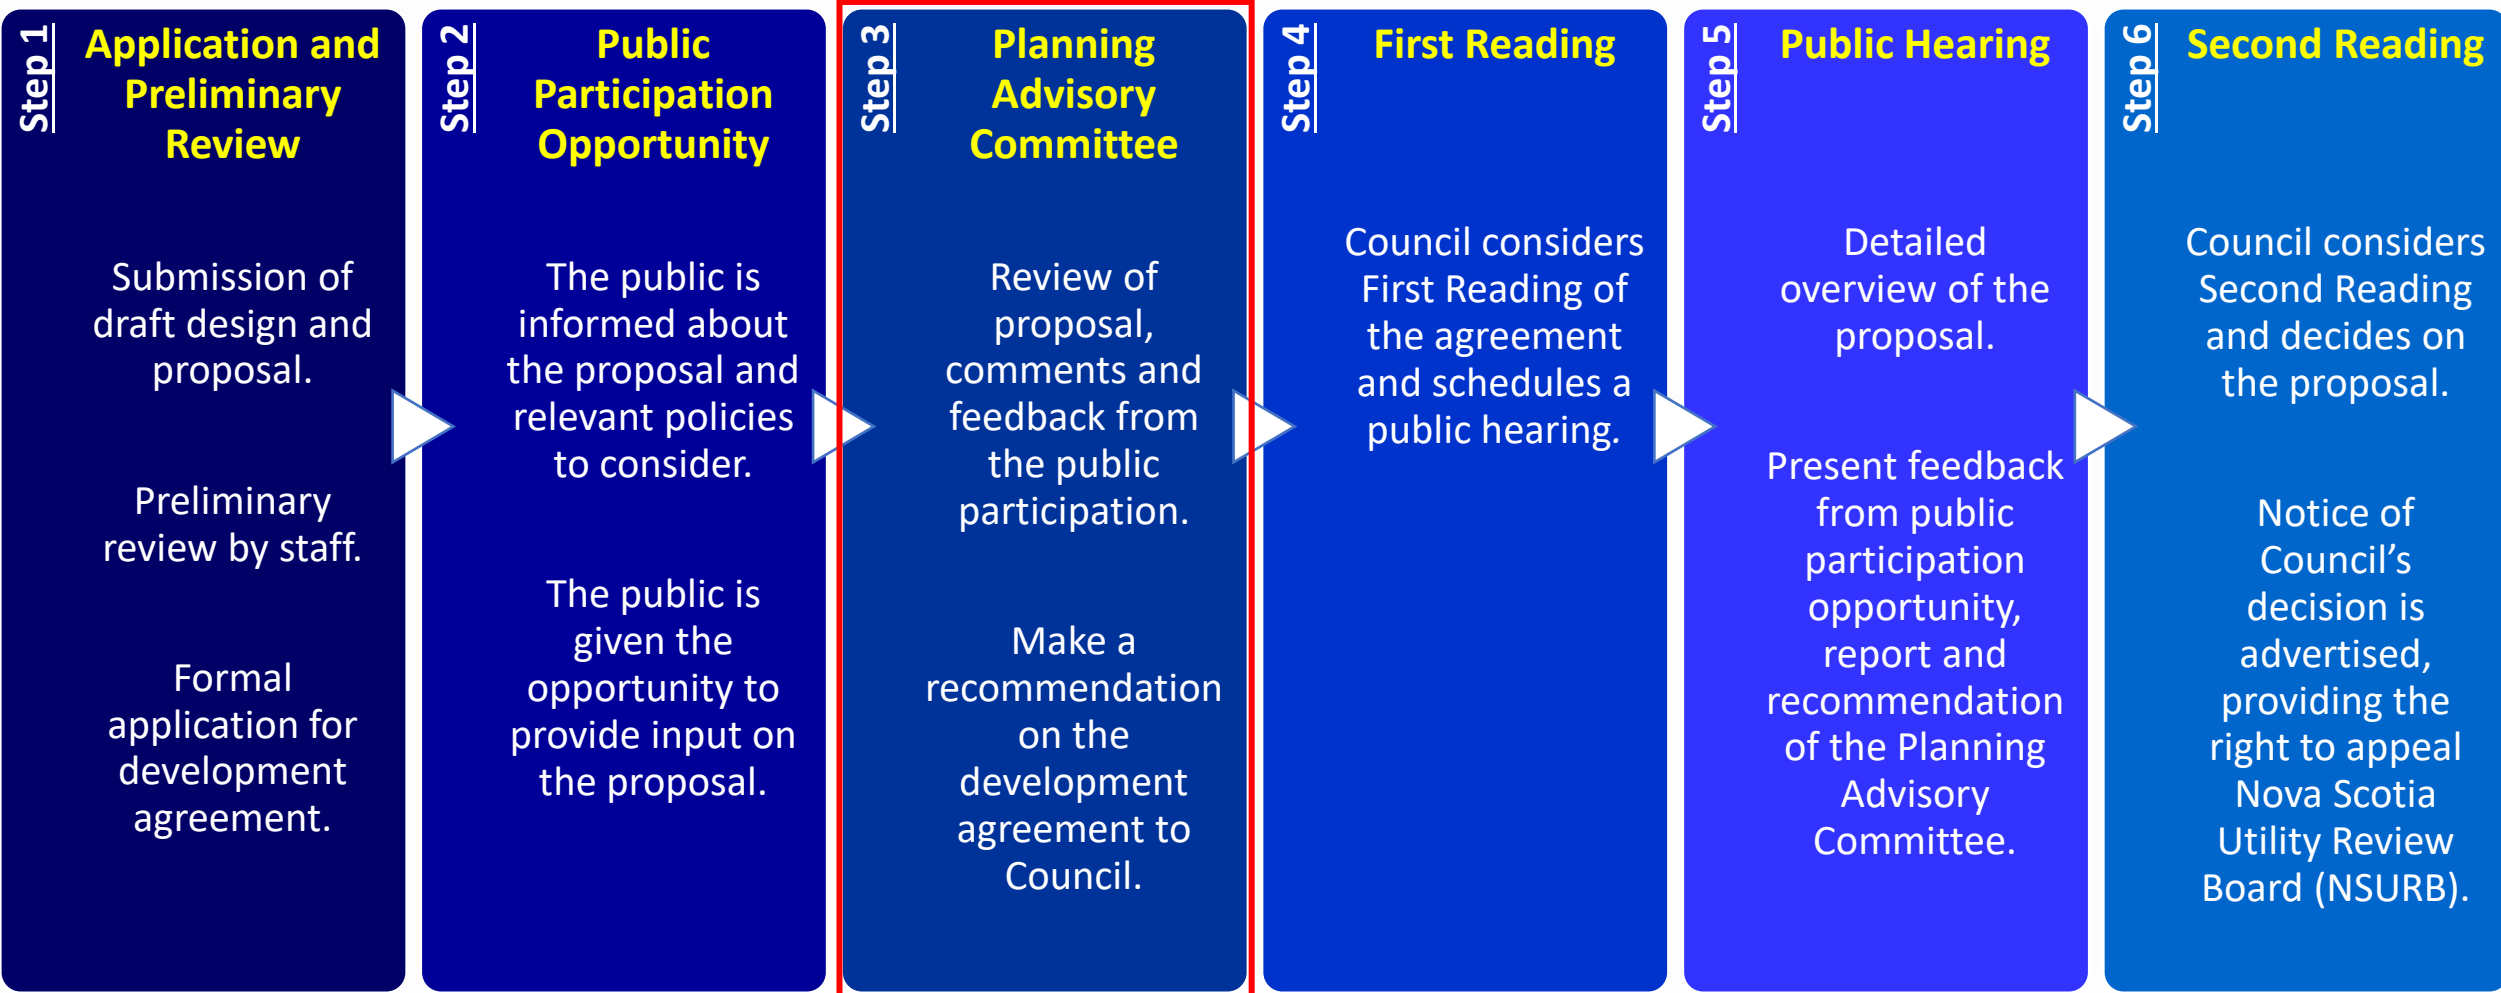 Step 1
Application and
Preliminary
Review
Submission of
draft design and
proposal.
Preliminary
review by staff.
Formal
application for
development
agreement.
Step 2
Public
Participation
Opportunity
The public is
informed about
the proposal and
relevant policies
to consider.
The public is
given the
opportunity to
provide input on
the proposal.
Step 3
Planning
Advisory
Committee
Review of
proposal,
comments and
feedback from
the public
participation.
Make a
recommendation
on the
development
agreement to
Council.
Step 4
First Reading
Council considers
First Reading of
the agreement
and schedules a
public hearing.
Step 5
Public Hearing
Detailed
overview of the
proposal.
Present feedback
from public
participation
opportunity,
report and
recommendation
of the Planning
Advisory
Committee.
Step 6
Second Reading
Council considers
Second Reading
and decides on
the proposal.
Notice of
Council’s
decision is
advertised,
providing the
right to appeal
Nova Scotia
Utility Review
Board (NSURB).